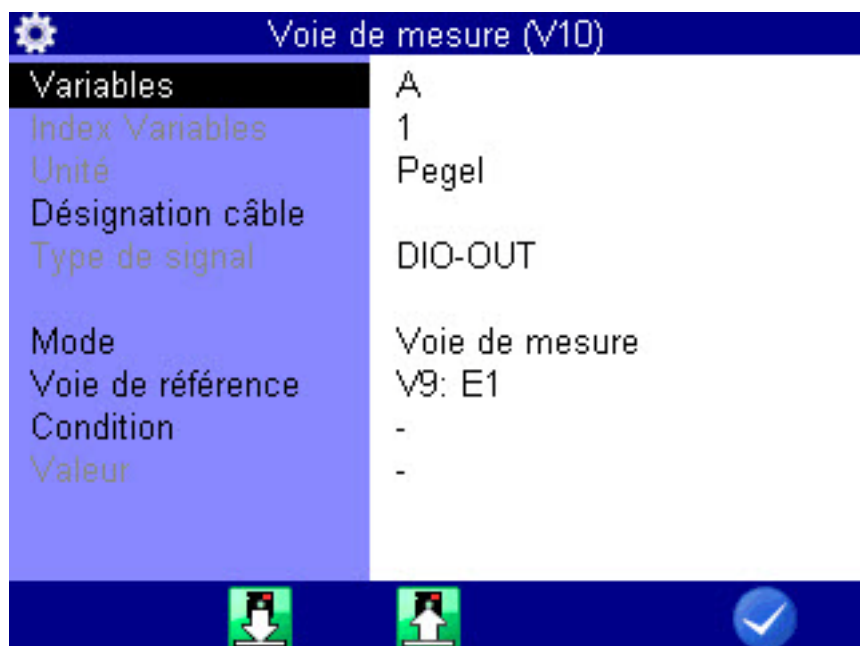 Voie de mesure (V10)
Variables A
Index Variables 1
Unité Pegel
Désignation câble
Type de signal DIO-OUT
Mode Voie de mesure
Voie de référence V9: E1
Condition -
Valeur -